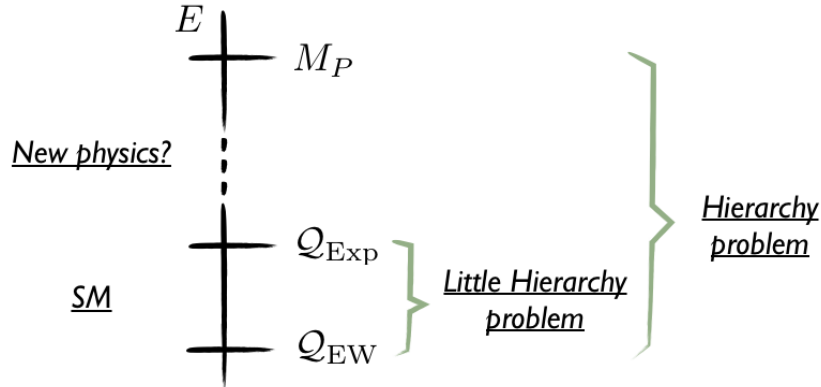 E
M_P
New physics?
Q_Exp
Hierarchy
problem
Little Hierarchy
problem
SM
Q_EW